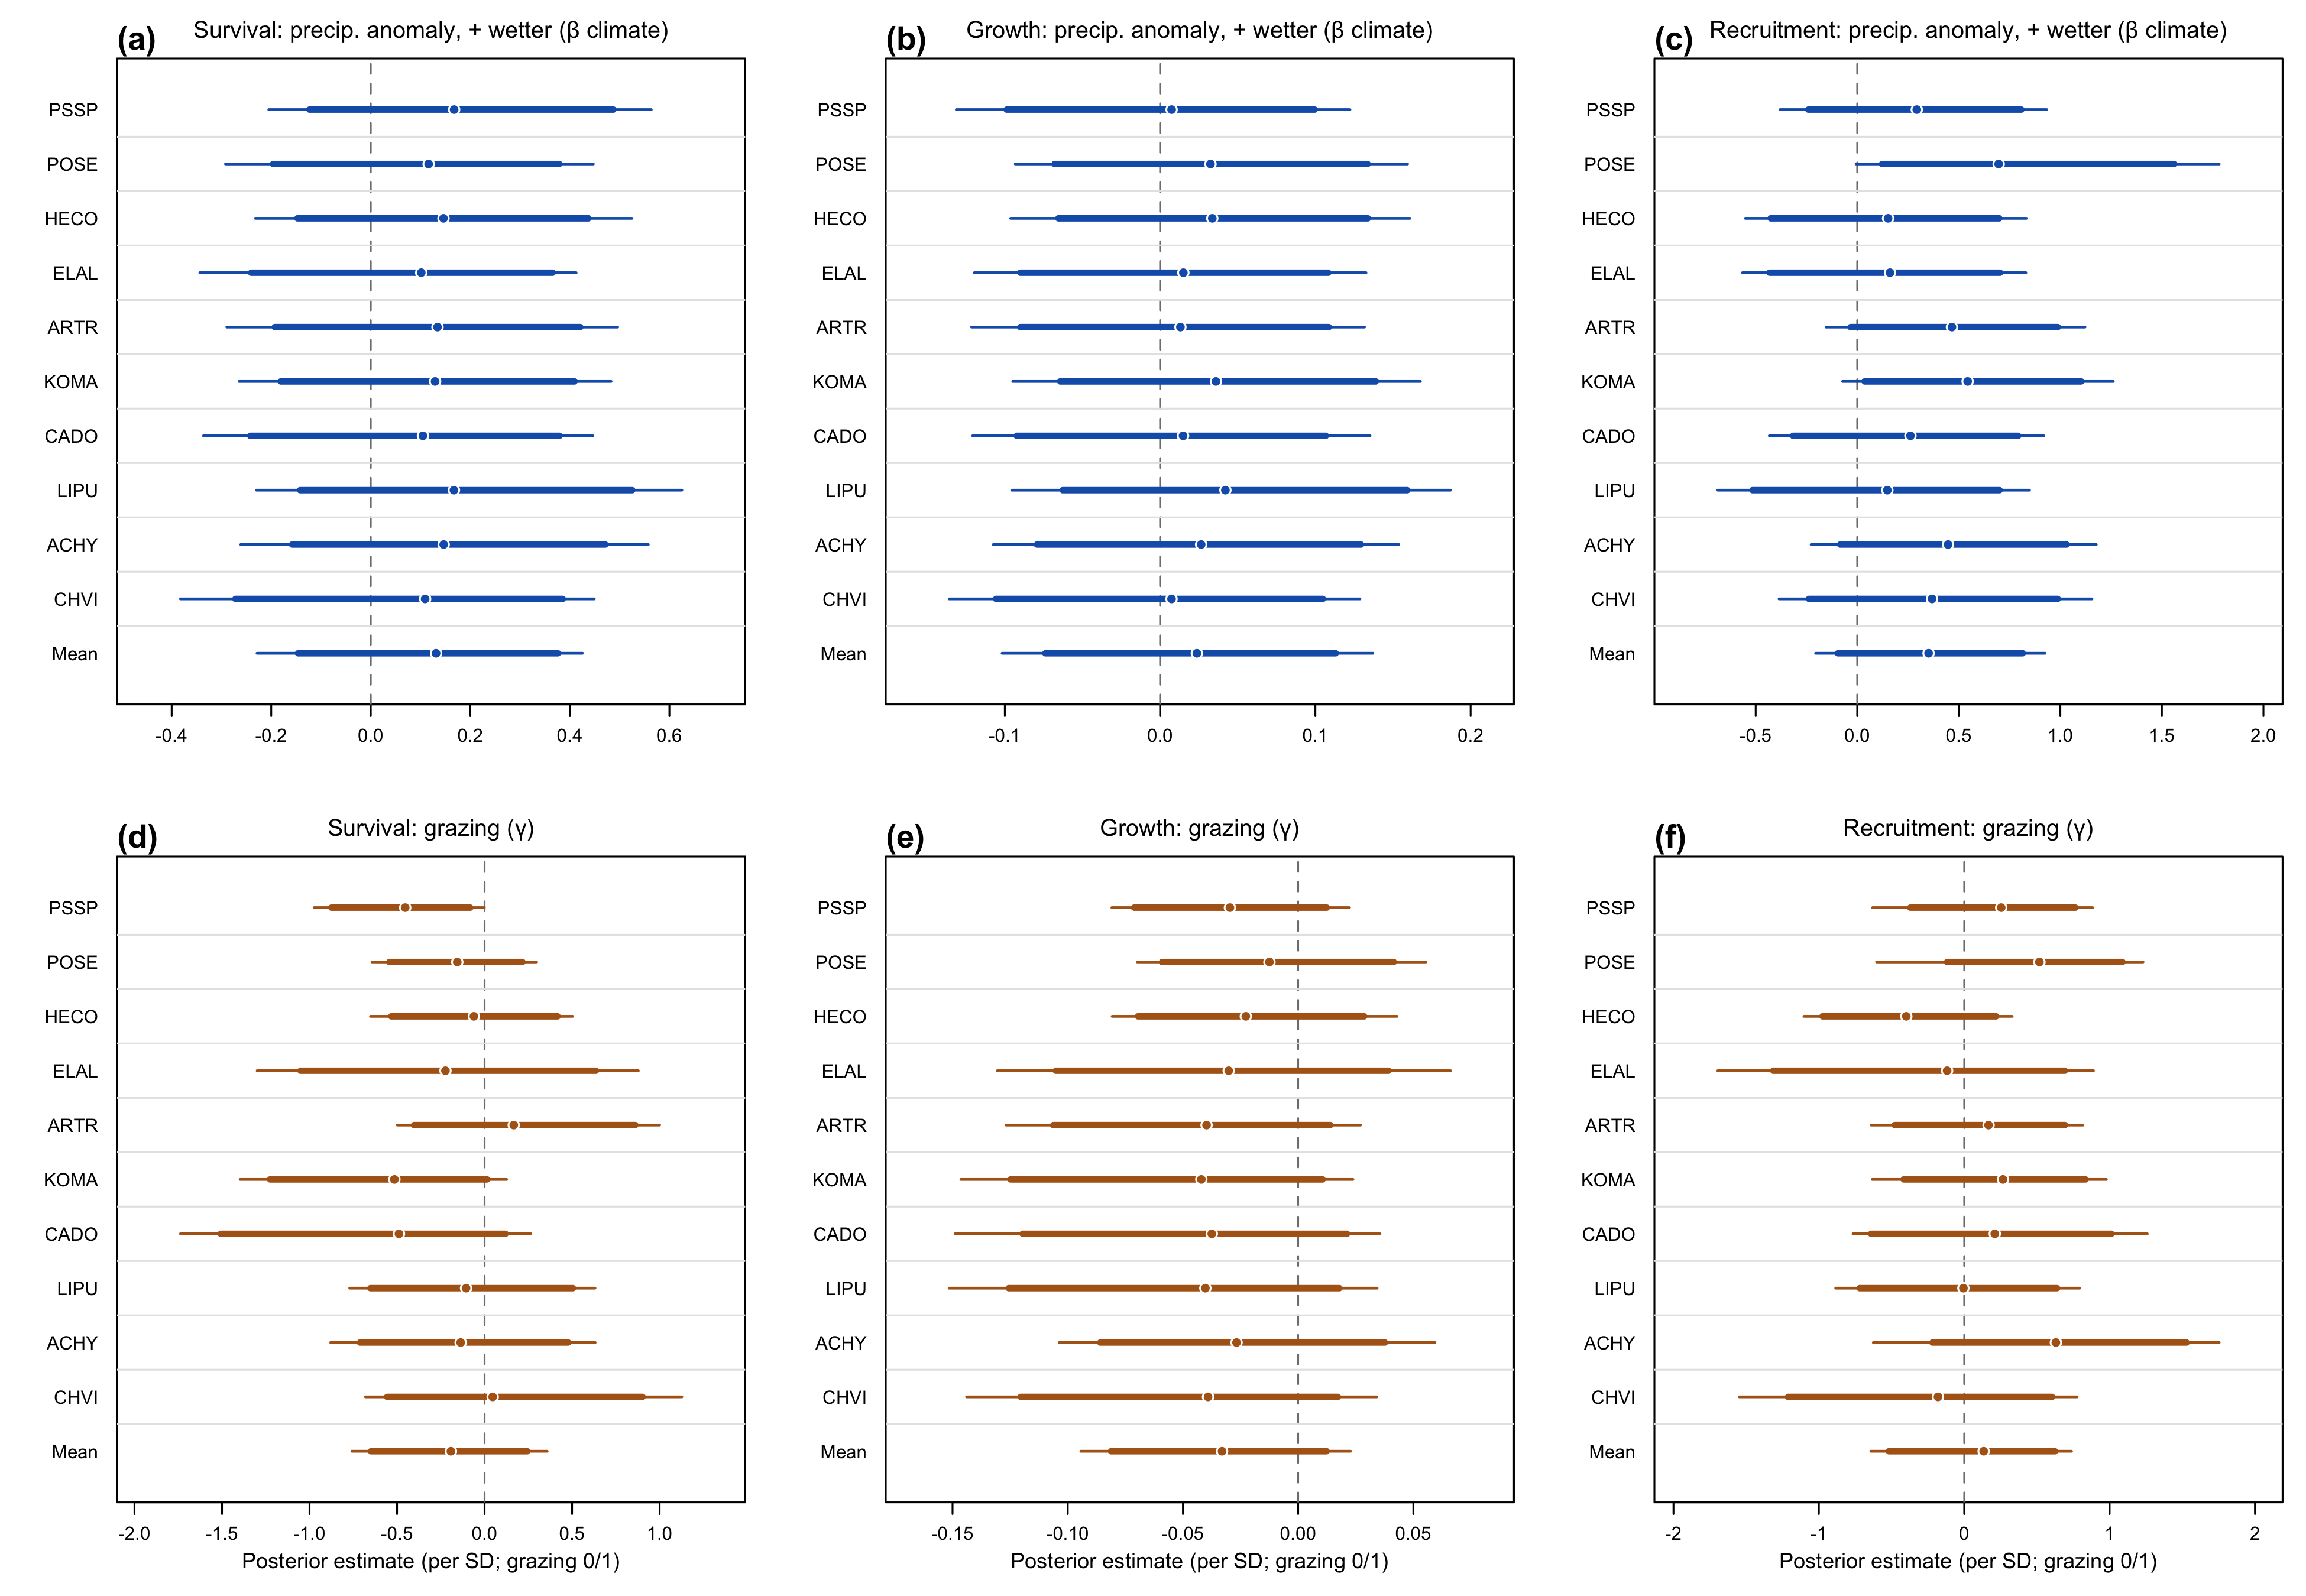 (a) Survival: precip. anomaly, + wetter (β climate)
PSSP
POSE
HECO
ELAL
ARTR
KOMA
CADO
LIPU
ACHY
CHVI
Mean
-0.4 -0.2 0.0 0.2 0.4 0.6
(b) Growth: precip. anomaly, + wetter (β climate)
PSSP
POSE
HECO
ELAL
ARTR
KOMA
CADO
LIPU
ACHY
CHVI
Mean
-0.1 0.0 0.1 0.2
(c) Recruitment: precip. anomaly, + wetter (β climate)
PSSP
POSE
HECO
ELAL
ARTR
KOMA
CADO
LIPU
ACHY
CHVI
Mean
-0.5 0.0 0.5 1.0 1.5 2.0
(d) Survival: grazing (γ)
PSSP
POSE
HECO
ELAL
ARTR
KOMA
CADO
LIPU
ACHY
CHVI
Mean
-2.0 -1.5 -1.0 -0.5 0.0 0.5 1.0
Posterior estimate (per SD; grazing 0/1)
(e) Growth: grazing (γ)
PSSP
POSE
HECO
ELAL
ARTR
KOMA
CADO
LIPU
ACHY
CHVI
Mean
-0.15 -0.10 -0.05 0.00 0.05
Posterior estimate (per SD; grazing 0/1)
(f) Recruitment: grazing (γ)
PSSP
POSE
HECO
ELAL
ARTR
KOMA
CADO
LIPU
ACHY
CHVI
Mean
-2 -1 0 1 2
Posterior estimate (per SD; grazing 0/1)